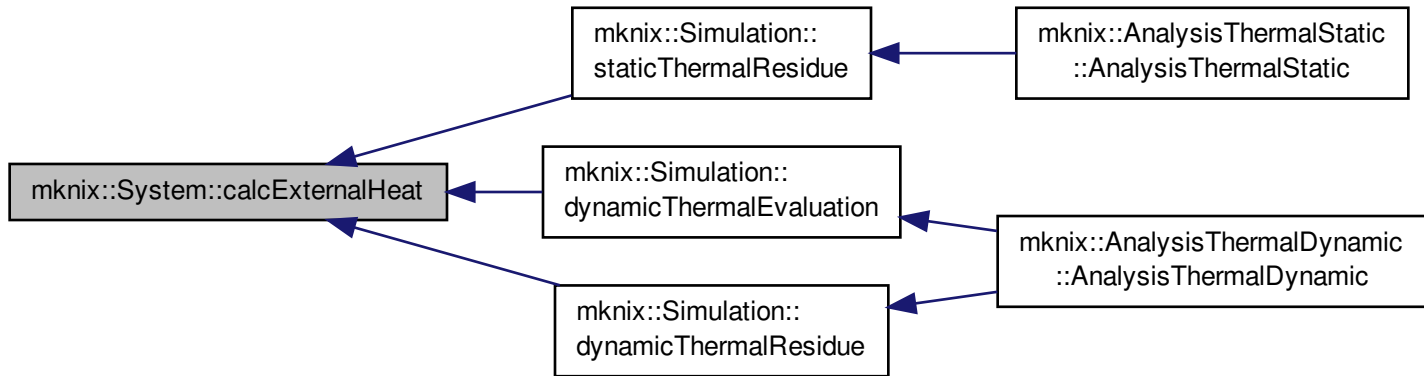 mknix::Simulation::
staticThermalResidue
mknix::AnalysisThermalStatic
::AnalysisThermalStatic
mknix::System::calcExternalHeat
mknix::Simulation::
dynamicThermalEvaluation
mknix::AnalysisThermalDynamic
::AnalysisThermalDynamic
mknix::Simulation::
dynamicThermalResidue